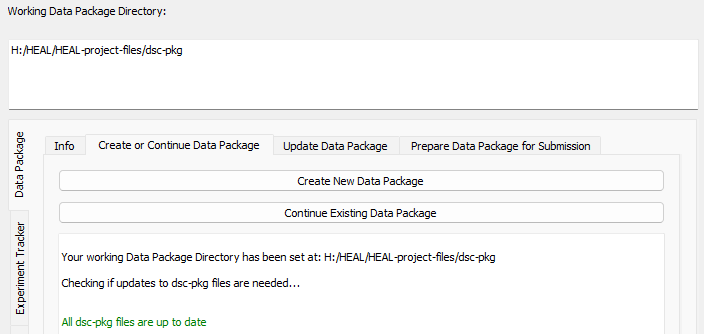 Working Data Package Directory:
H:/HEAL/HEAL-project-files/dsc-pkg
Data Package
Experiment Tracker
Info
Create or Continue Data Package
Update Data Package
Prepare Data Package for Submission
Create New Data Package
Continue Existing Data Package
Your working Data Package Directory has been set at: H:/HEAL/HEAL-project-files/dsc-pkg
Checking if updates to dsc-pkg files are needed...
All dsc-pkg files are up to date